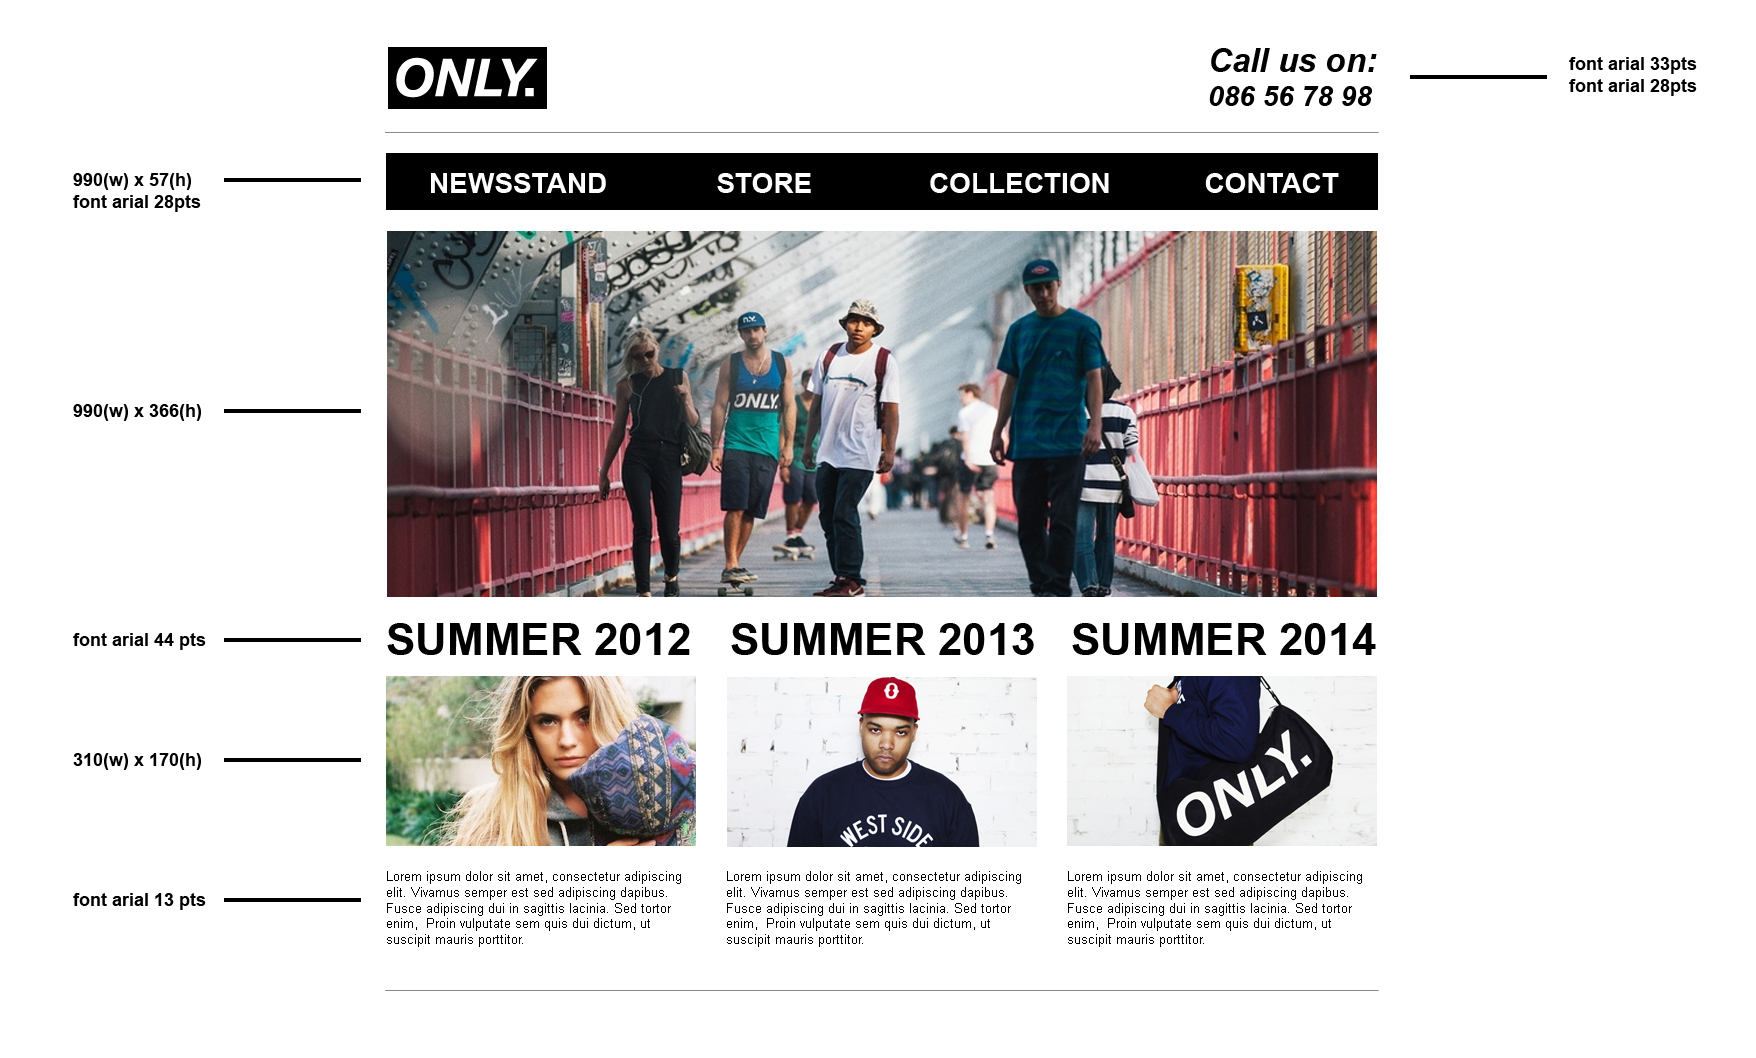 ONLY.
Call us on:
086 56 78 98
font arial 33pts
font arial 28pts
990(w) x 57(h)
font arial 28pts
NEWSSTAND STORE COLLECTION CONTACT
990(w) x 366(h)
n.y.
ONLY.
font arial 44 pts
SUMMER 2012 SUMMER 2013 SUMMER 2014
310(w) x 170(h)
WEST SIDE
ONLY.
font arial 13 pts
Lorem ipsum dolor sit amet, consectetur adipiscing
elit. Vivamus semper est sed adipiscing dapibus.
Fusce adipiscing dui in sagittis lacinia. Sed tortor
enim,  Proin vulputate sem quis dui dictum, ut
suscipit mauris porttitor.
Lorem ipsum dolor sit amet, consectetur adipiscing
elit. Vivamus semper est sed adipiscing dapibus.
Fusce adipiscing dui in sagittis lacinia. Sed tortor
enim,  Proin vulputate sem quis dui dictum, ut
suscipit mauris porttitor.
Lorem ipsum dolor sit amet, consectetur adipiscing
elit. Vivamus semper est sed adipiscing dapibus.
Fusce adipiscing dui in sagittis lacinia. Sed tortor
enim,  Proin vulputate sem quis dui dictum, ut
suscipit mauris porttitor.